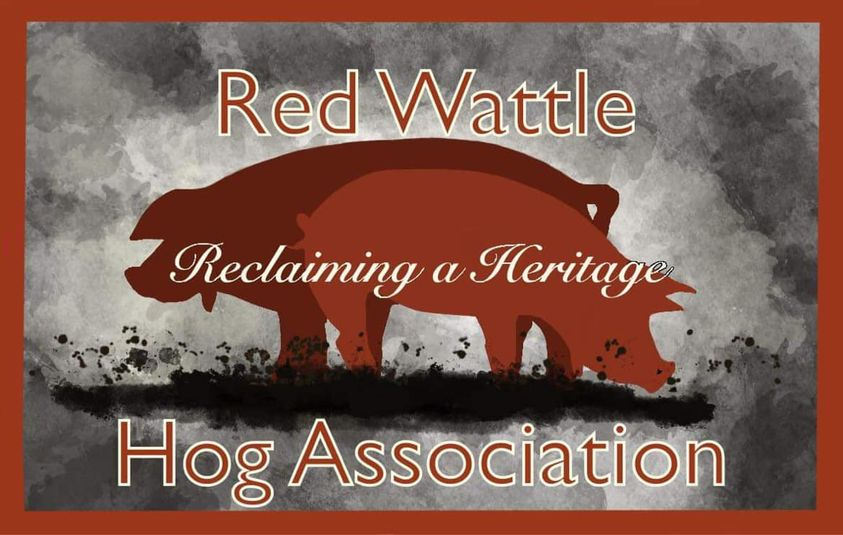 Red Wattle
Reclaiming a Heritage
Hog Association